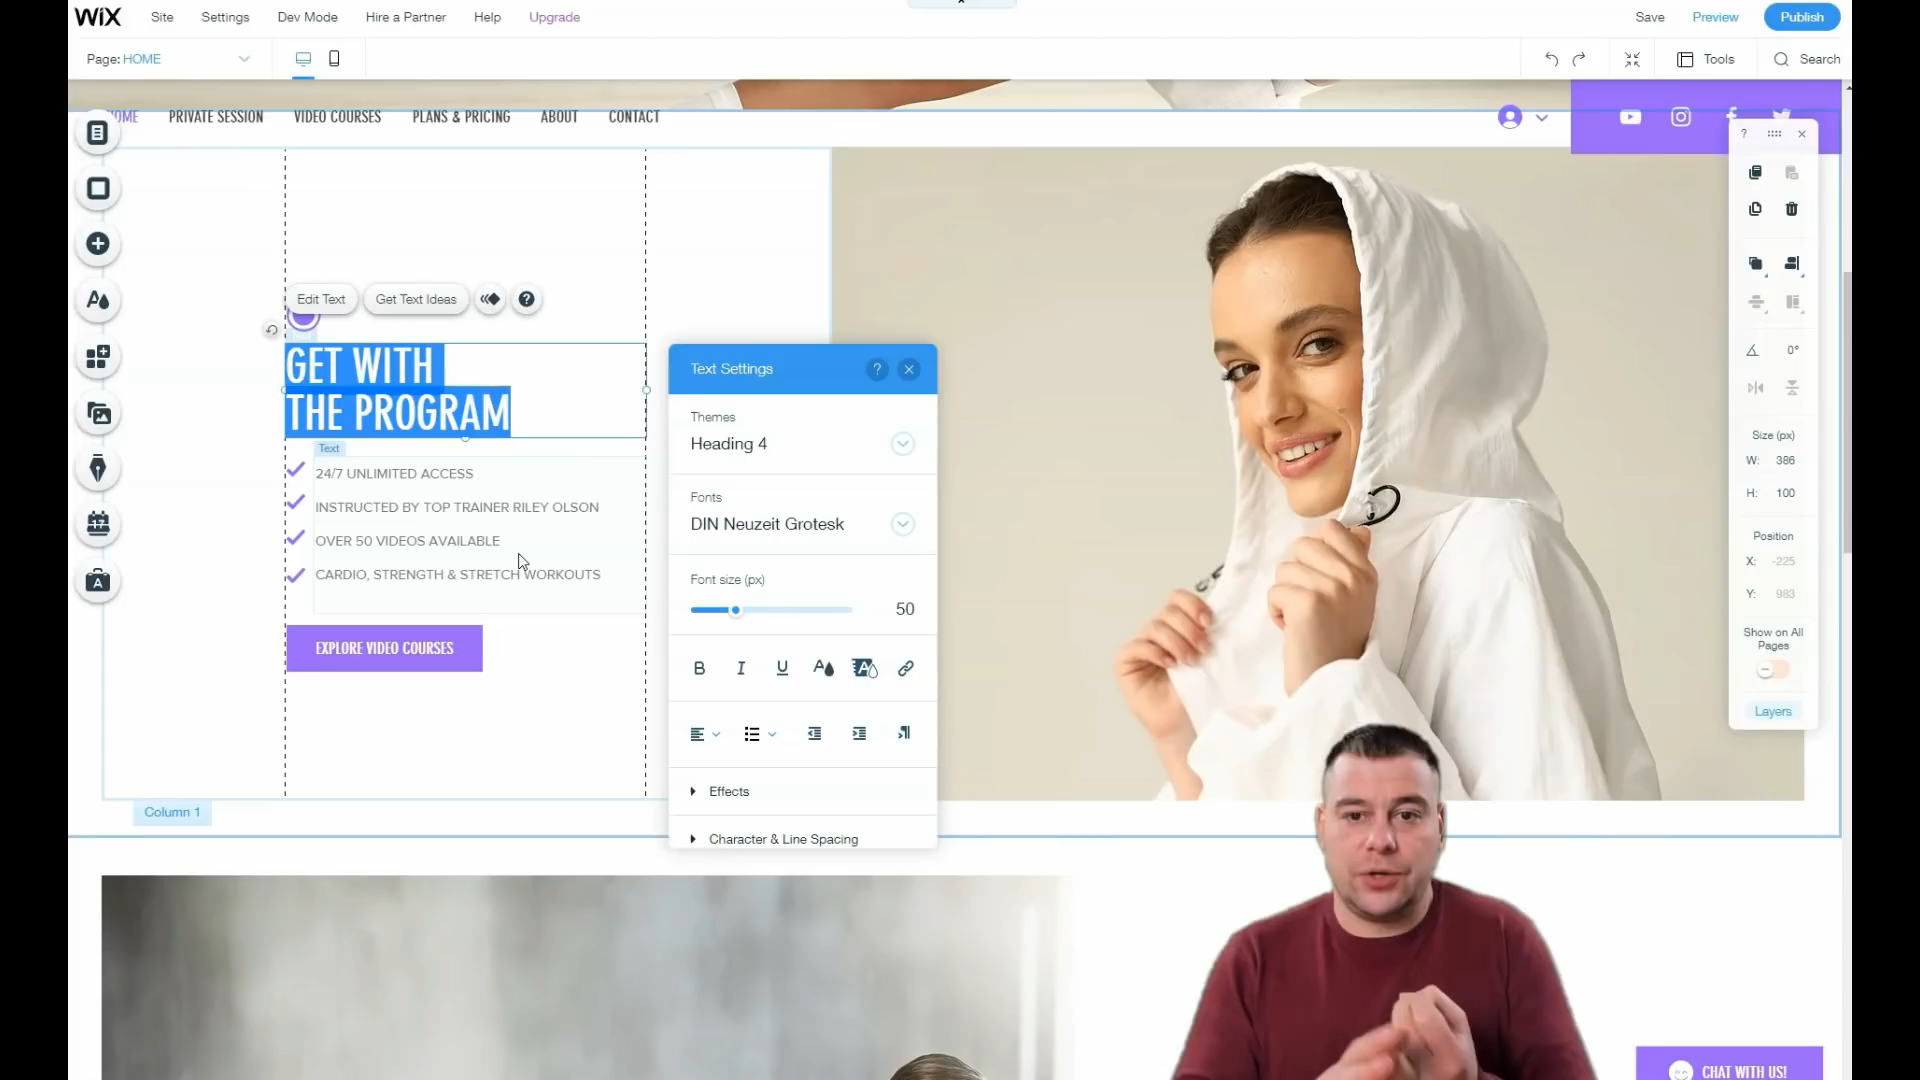 WiX Site Settings Dev Mode Hire a Partner Help Upgrade Save Preview Publish
Page: HOME Tools Search
HOME PRIVATE SESSION VIDEO COURSES PLANS & PRICING ABOUT CONTACT
Edit Text Get Text Ideas
GET WITH
THE PROGRAM
Text
24/7 UNLIMITED ACCESS
INSTRUCTED BY TOP TRAINER RILEY OLSON
OVER 50 VIDEOS AVAILABLE
CARDIO, STRENGTH & STRETCH WORKOUTS
EXPLORE VIDEO COURSES
Column 1
Text Settings
Themes
Heading 4
Fonts
DIN Neuzeit Grotesk
Font size (px)
50
Effects
Character & Line Spacing
0°
Size (px)
W: 386
H: 100
Position
X: -225
Y: 983
Show on All
Pages
Layers
CHAT WITH US!